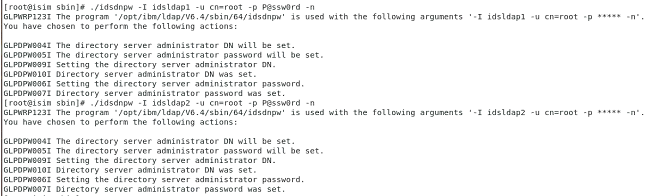 [root@isim sbin]# ./idsdnpw -I idsldap1 -u cn=root -p P@ssw0rd -n
GLPWRP123I The program '/opt/ibm/ldap/V6.4/sbin/64/idsdnpw' is used with the following arguments '-I idsldap1 -u cn=root -p ***** -n'.
You have chosen to perform the following actions:

GLPDPW004I The directory server administrator DN will be set.
GLPDPW005I The directory server administrator password will be set.
GLPDPW009I Setting the directory server administrator DN.
GLPDPW010I Directory server administrator DN was set.
GLPDPW006I Setting the directory server administrator password.
GLPDPW007I Directory server administrator password was set.
[root@isim sbin]# ./idsdnpw -I idsldap2 -u cn=root -p P@ssw0rd -n
GLPWRP123I The program '/opt/ibm/ldap/V6.4/sbin/64/idsdnpw' is used with the following arguments '-I idsldap2 -u cn=root -p ***** -n'.
You have chosen to perform the following actions:

GLPDPW004I The directory server administrator DN will be set.
GLPDPW005I The directory server administrator password will be set.
GLPDPW009I Setting the directory server administrator DN.
GLPDPW010I Directory server administrator DN was set.
GLPDPW006I Setting the directory server administrator password.
GLPDPW007I Directory server administrator password was set.